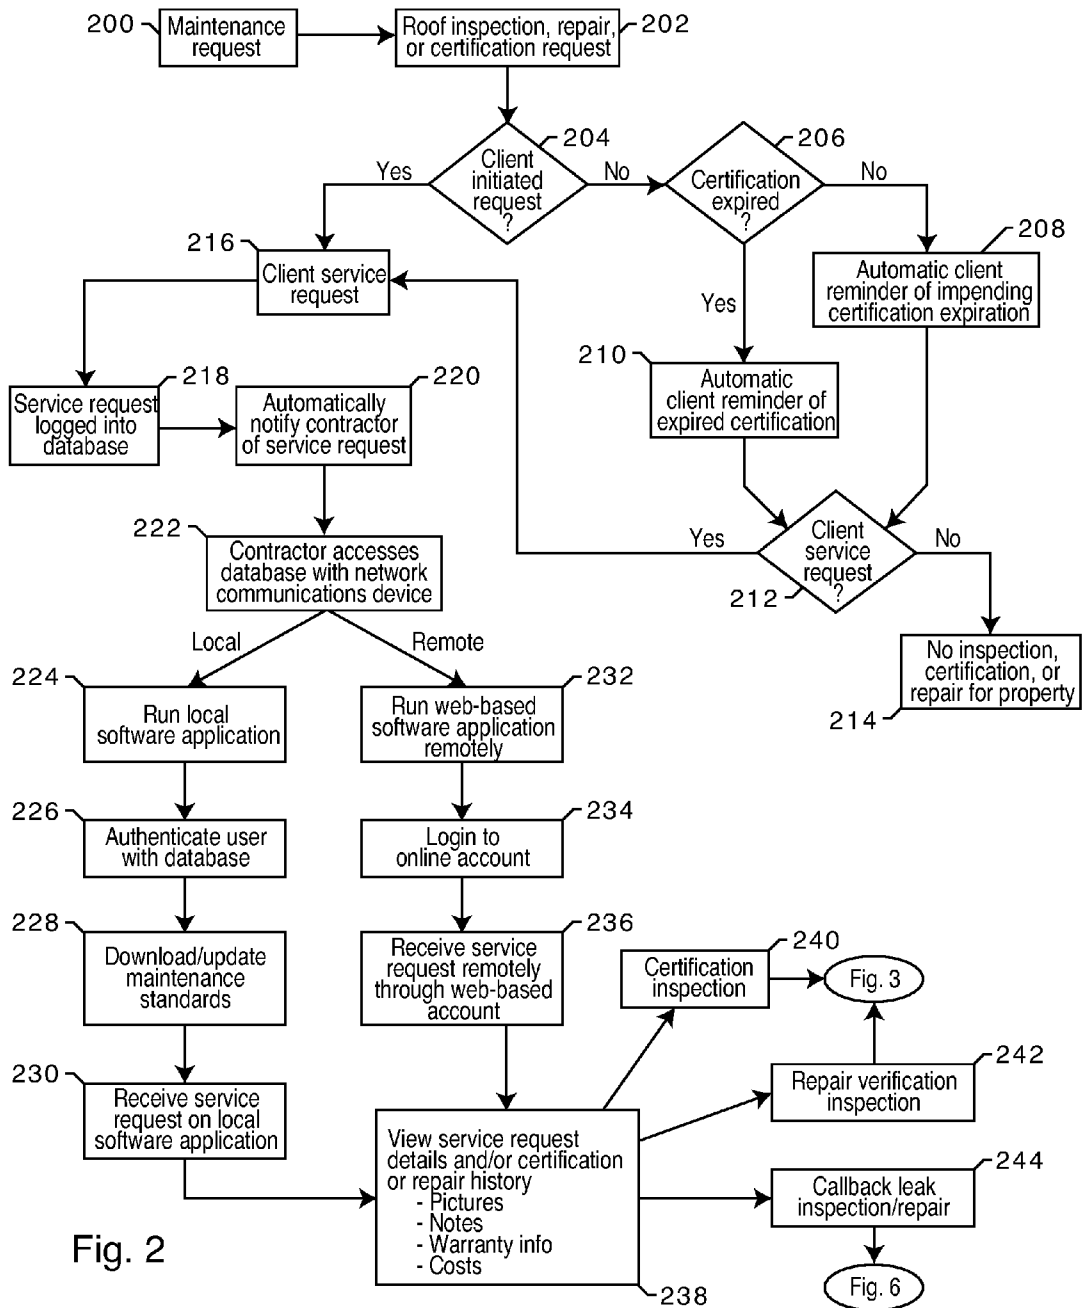 200
Maintenance
request
Roof inspection, repair,
or certification request
202
204
Client
initiated
request
?
Yes
No
206
Certification
expired
?
No
Yes
208
Automatic client
reminder of impending
certification expiration
216
Client service
request
210
Automatic
client reminder of
expired certification
218
Service request
logged into
database
220
Automatically
notify contractor
of service request
212
Client
service
request
?
Yes
No
214
No inspection,
certification, or
repair for property
222
Contractor accesses
database with network
communications device
Local
Remote
224
Run local
software application
232
Run web-based
software application
remotely
226
Authenticate user
with database
234
Login to
online account
228
Download/update
maintenance
standards
236
Receive service
request remotely
through web-based
account
230
Receive service
request on local
software application
View service request
details and/or certification
or repair history
- Pictures
- Notes
- Warranty info
- Costs
238
240
Certification
inspection
Fig. 3
242
Repair verification
inspection
244
Callback leak
inspection/repair
Fig. 6
Fig. 2